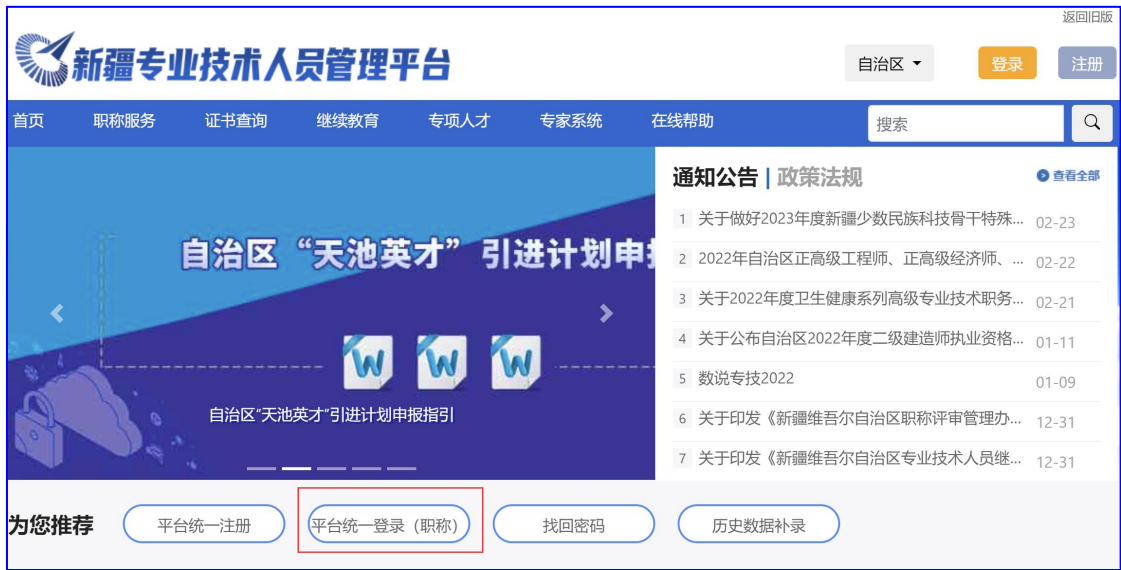 返回旧版
新疆专业技术人员管理平台
自治区
登录
注册
首页 职称服务 证书查询 继续教育 专项人才 专家系统 在线帮助
搜索
自治区“天池英才”引进计划申
W W W
自治区“天池英才”引进计划申报指引
通知公告 | 政策法规
查看全部
1 关于做好2023年度新疆少数民族科技骨干特殊... 02-23
2 2022年自治区正高级工程师、正高级经济师、... 02-22
3 关于2022年度卫生健康系列高级专业技术职务... 02-21
4 关于公布自治区2022年度二级建造师执业资格... 01-11
5 数说专技2022 01-09
6 关于印发《新疆维吾尔自治区职称评审管理办... 12-31
7 关于印发《新疆维吾尔自治区专业技术人员继... 12-31
为您推荐 平台统一注册 平台统一登录（职称） 找回密码 历史数据补录